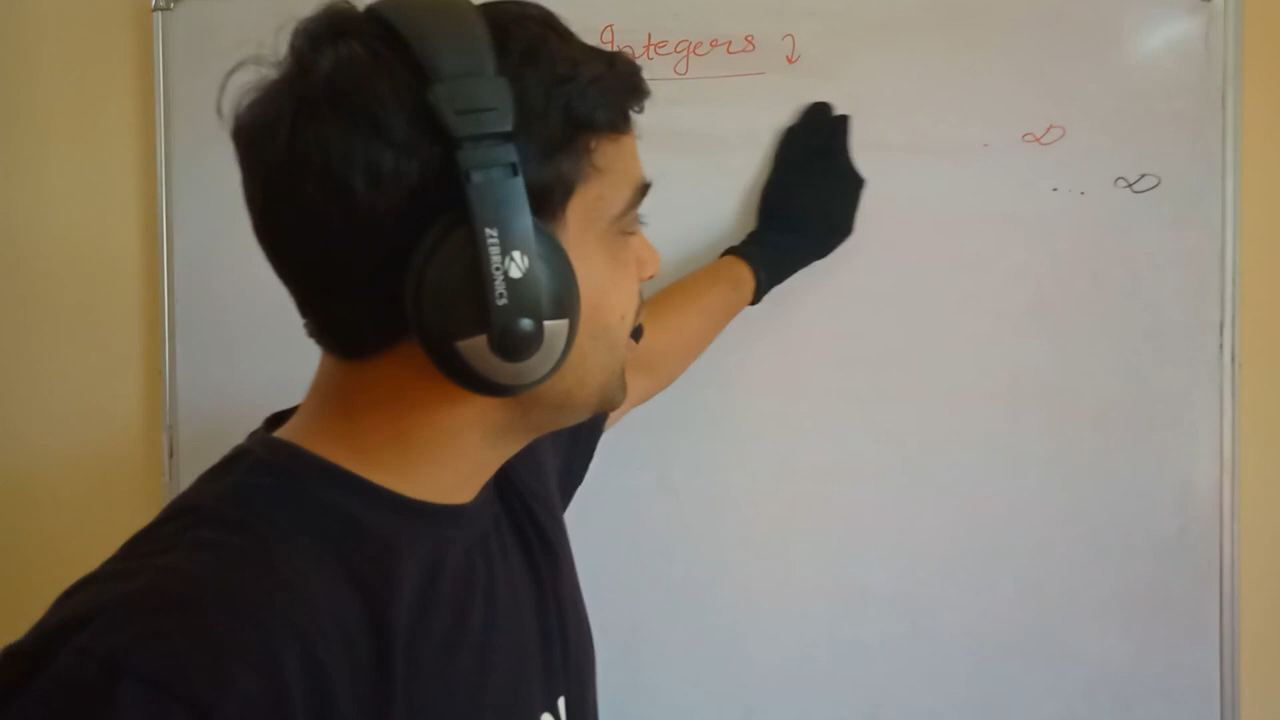 Integers
. ∞
... ∞
ZEBRONICS